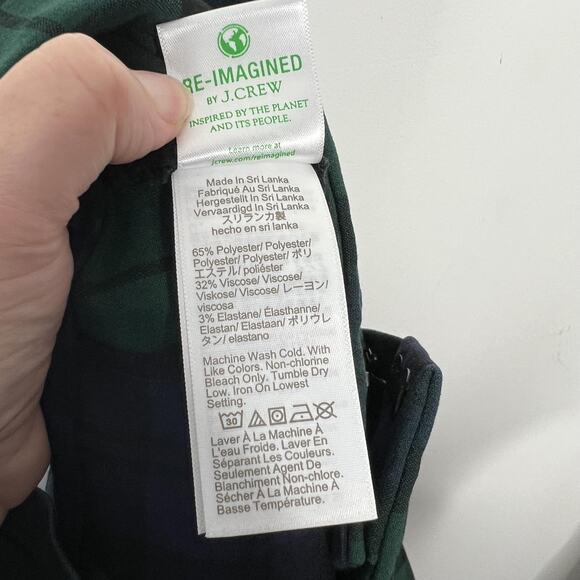 RE-IMAGINED
BY J.CREW
INSPIRED BY THE PLANET
AND ITS PEOPLE.
Learn more at
jcrew.com/reimagined
Made In Sri Lanka
Fabriqué Au Sri Lanka
Hergestellt In Sri Lanka
Vervaardigd In Sri Lanka
スリランカ製
hecho en sri lanka
65% Polyester/ Polyester/
Polyester/ Polyester/ ポリ
エステル/ poliéster
32% Viscose/ Viscose/
Viskose/ Viscose/ レーヨン/
viscosa
3% Elastane/ Élasthanne/
Elastan/ Elastaan/ ポリウレ
タン/ elastano
Machine Wash Cold. With
Like Colors. Non-chlorine
Bleach Only. Tumble Dry
Low. Iron On Lowest
Setting.
30
Laver À La Machine À
L'eau Froide. Laver En
Séparant Les Couleurs.
Seulement Agent De
Blanchiment Non-chlore.
Sécher À La Machine À
Basse Température.